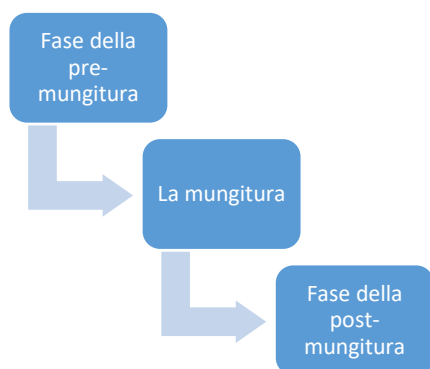 Fase della
pre-
mungitura
La mungitura
Fase della
post-
mungitura